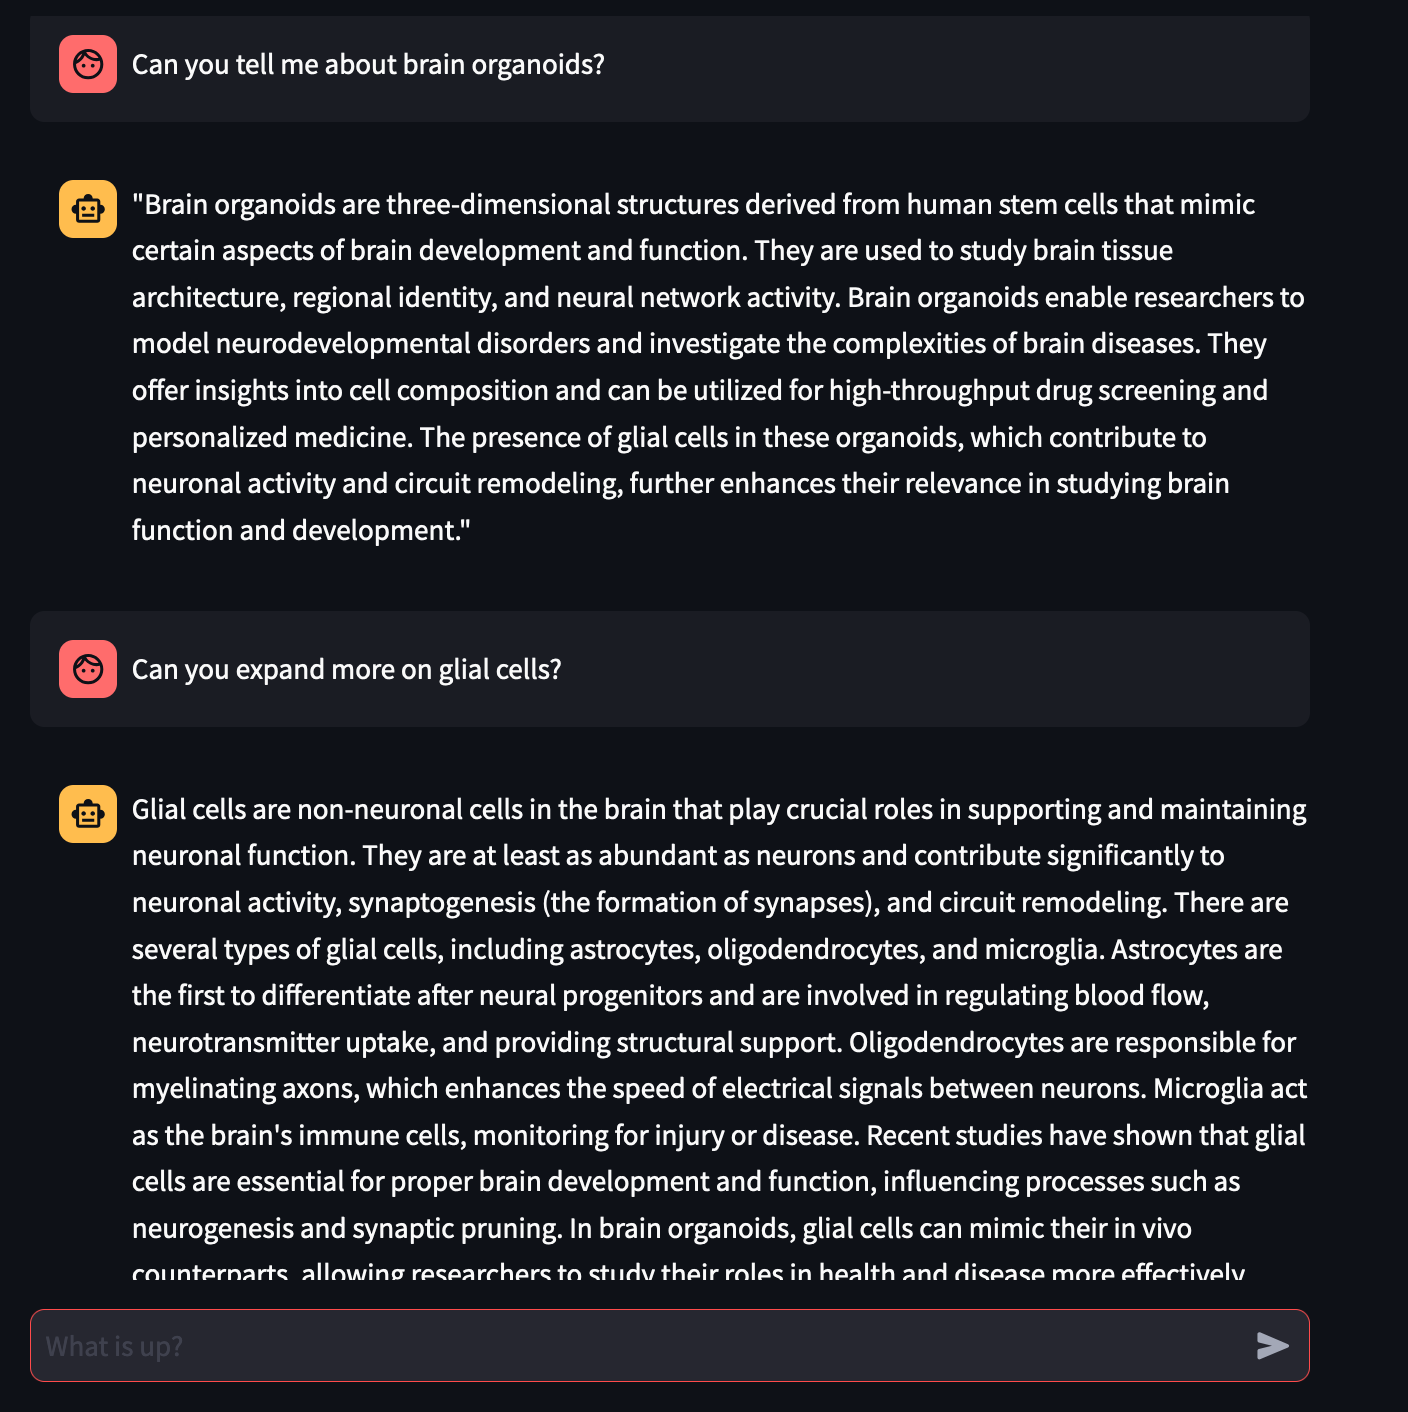 Can you tell me about brain organoids?
"Brain organoids are three-dimensional structures derived from human stem cells that mimic
certain aspects of brain development and function. They are used to study brain tissue
architecture, regional identity, and neural network activity. Brain organoids enable researchers to
model neurodevelopmental disorders and investigate the complexities of brain diseases. They
offer insights into cell composition and can be utilized for high-throughput drug screening and
personalized medicine. The presence of glial cells in these organoids, which contribute to
neuronal activity and circuit remodeling, further enhances their relevance in studying brain
function and development."
Can you expand more on glial cells?
Glial cells are non-neuronal cells in the brain that play crucial roles in supporting and maintaining
neuronal function. They are at least as abundant as neurons and contribute significantly to
neuronal activity, synaptogenesis (the formation of synapses), and circuit remodeling. There are
several types of glial cells, including astrocytes, oligodendrocytes, and microglia. Astrocytes are
the first to differentiate after neural progenitors and are involved in regulating blood flow,
neurotransmitter uptake, and providing structural support. Oligodendrocytes are responsible for
myelinating axons, which enhances the speed of electrical signals between neurons. Microglia act
as the brain's immune cells, monitoring for injury or disease. Recent studies have shown that glial
cells are essential for proper brain development and function, influencing processes such as
neurogenesis and synaptic pruning. In brain organoids, glial cells can mimic their in vivo
counterparts, allowing researchers to study their roles in health and disease more effectively
What is up?